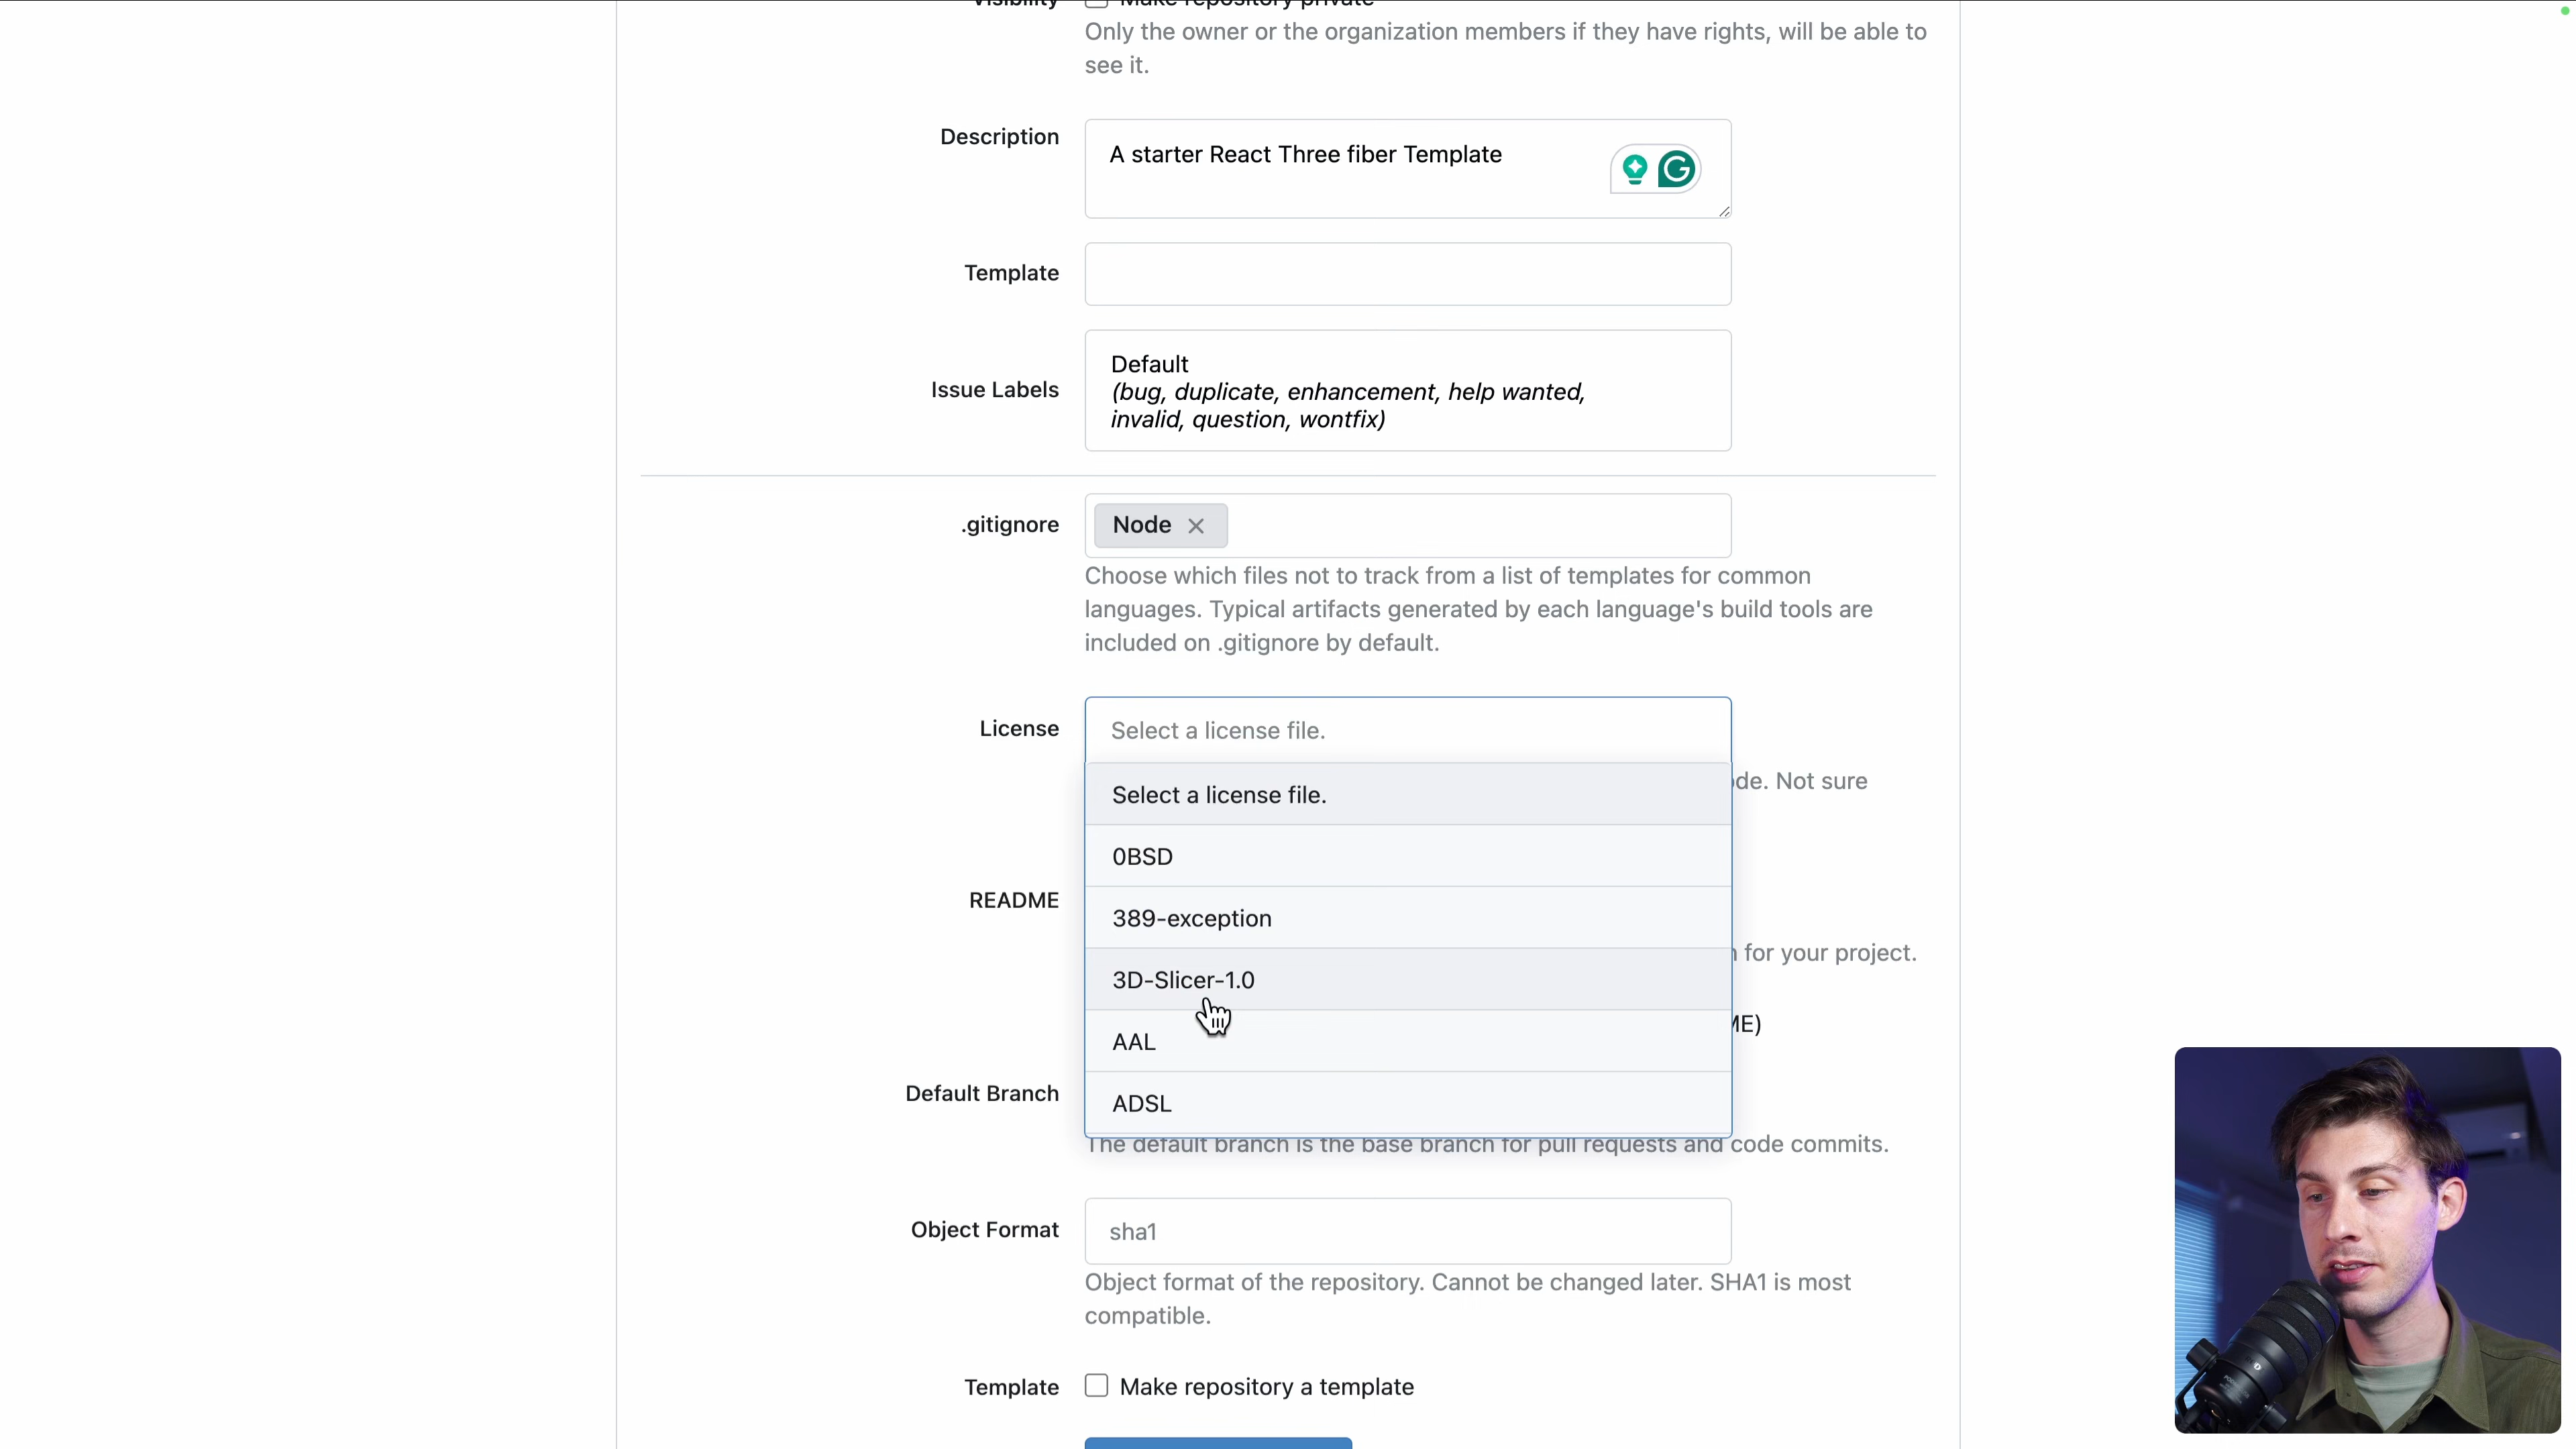 Visibility
Make repository private
Only the owner or the organization members if they have rights, will be able to
see it.
Description
A starter React Three fiber Template
Template
Issue Labels
Default
(bug, duplicate, enhancement, help wanted,
invalid, question, wontfix)
.gitignore
Node
Choose which files not to track from a list of templates for common
languages. Typical artifacts generated by each language's build tools are
included on .gitignore by default.
License
Select a license file.
Select a license file.
de. Not sure
0BSD
README
389-exception
for your project.
3D-Slicer-1.0
ME)
AAL
Default Branch
ADSL
The default branch is the base branch for pull requests and code commits.
Object Format
sha1
Object format of the repository. Cannot be changed later. SHA1 is most
compatible.
Template
Make repository a template